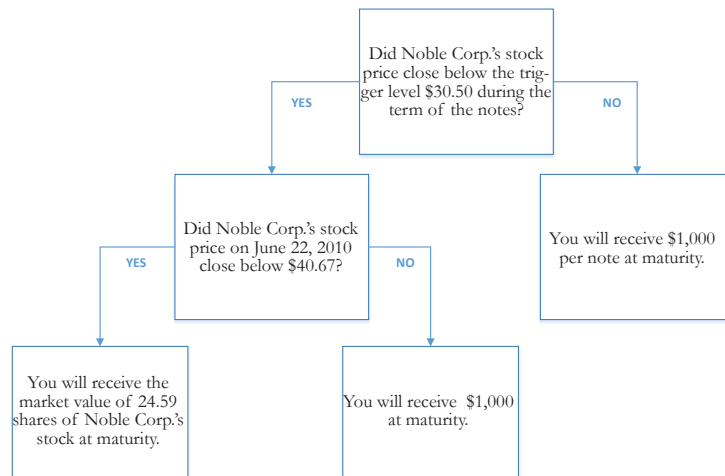 Did Noble Corp.'s stock
price close below the trig-
ger level $30.50 during the
term of the notes?
YES
NO
Did Noble Corp.'s stock
price on June 22, 2010
close below $40.67?
You will receive $1,000
per note at maturity.
YES
NO
You will receive the
market value of 24.59
shares of Noble Corp.'s
stock at maturity.
You will receive $1,000
at maturity.